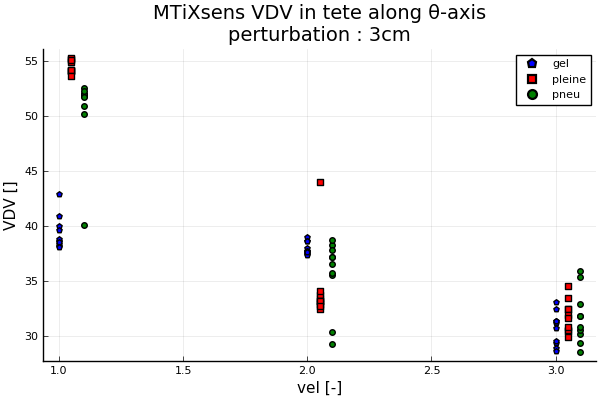 MTiXsens VDV in tete along θ-axis
perturbation : 3cm
gel
pleine
pneu
VDV []
55
50
45
40
35
30
1.0
1.5
2.0
2.5
3.0
vel [-]